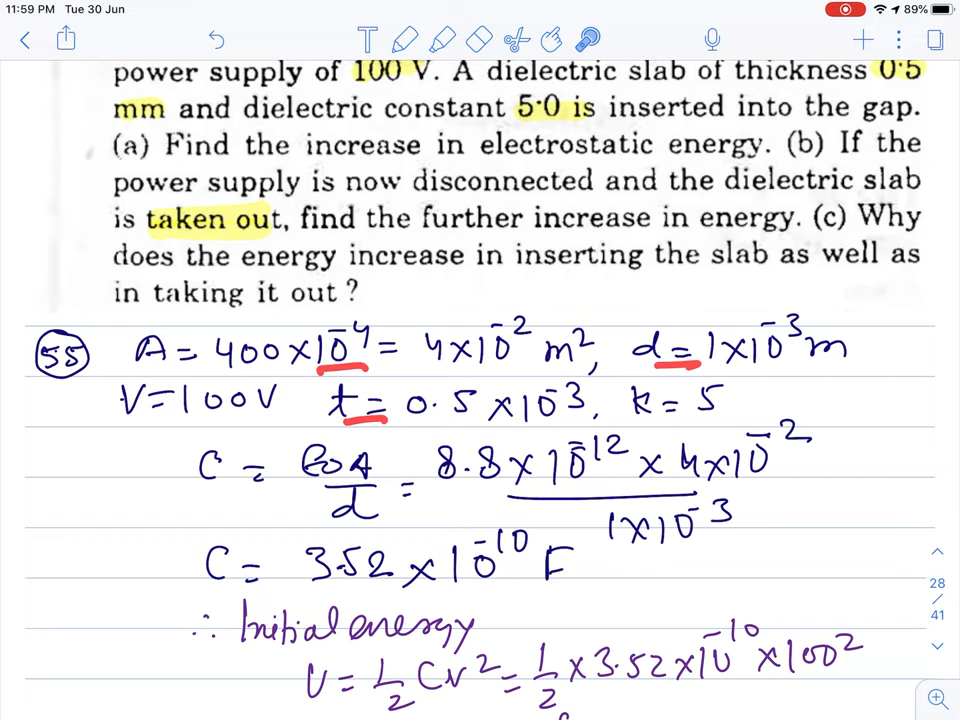 11:59 PM Tue 30 Jun 89%
power supply of 100 V. A dielectric slab of thickness 0·5
mm and dielectric constant 5·0 is inserted into the gap.
(a) Find the increase in electrostatic energy. (b) If the
power supply is now disconnected and the dielectric slab
is taken out, find the further increase in energy. (c) Why
does the energy increase in inserting the slab as well as
in taking it out ?
55 A = 400×10⁻⁴ = 4×10⁻² m², d = 1×10⁻³ m
V = 100V t = 0.5×10⁻³, k = 5
C = ε₀A/d = 8.8×10⁻¹² × 4×10⁻² / 1×10⁻³
C = 3.52 × 10⁻¹⁰ F
∴ Initial energy
U = 1/2 CV² = 1/2 × 3.52×10⁻¹⁰ × 100²
28
/
41